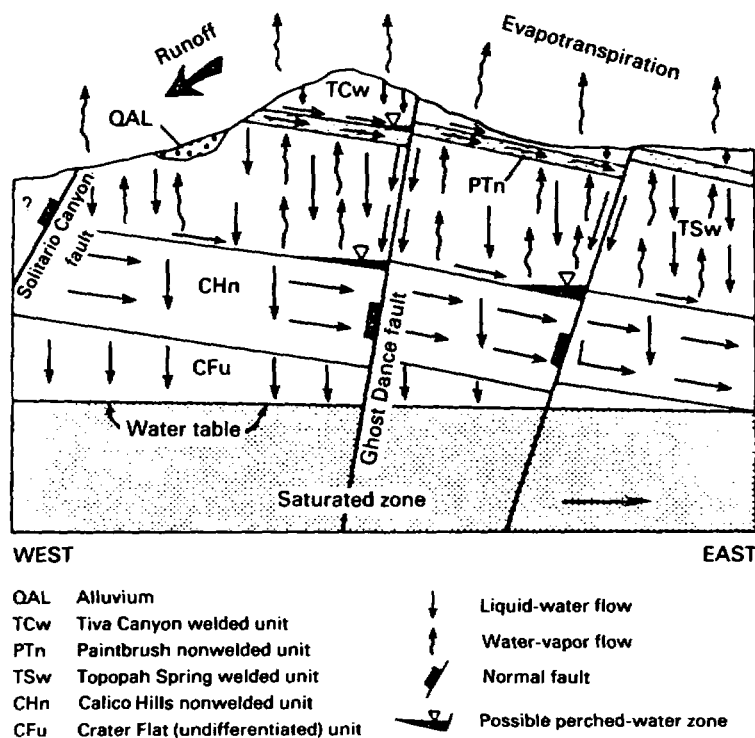 Runoff
Evapotranspiration
TCw
QAL
PTn
?
TSw
Solitario Canyon
fault
CHn
CFu
Ghost Dance fault
Water table
Saturated zone
WEST
EAST
QAL Alluvium
TCw Tiva Canyon welded unit
PTn Paintbrush nonwelded unit
TSw Topopah Spring welded unit
CHn Calico Hills nonwelded unit
CFu Crater Flat (undifferentiated) unit
Liquid-water flow
Water-vapor flow
Normal fault
Possible perched-water zone